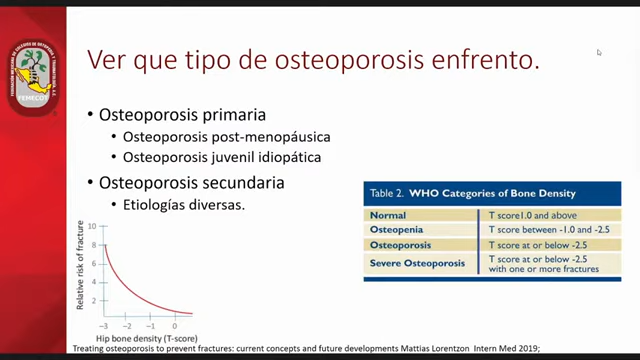 Ver que tipo de osteoporosis enfrento.
FEMECOT
• Osteoporosis primaria
• Osteoporosis post-menopáusica
• Osteoporosis juvenil idiopática
• Osteoporosis secundaria
• Etiologías diversas.
Table 2. WHO Categories of Bone Density
Normal T score1.0 and above
Osteopenia T score between -1.0 and -2.5
Osteoporosis T score at or below -2.5
Severe Osteoporosis T score at or below -2.5
with one or more fractures
Relative risk of fracture
10
8
6
4
2
−3 −2 −1 0
Hip bone density (T-score)
Treating osteoporosis to prevent fractures: current concepts and future developments Mattias Lorentzon Intern Med 2019;